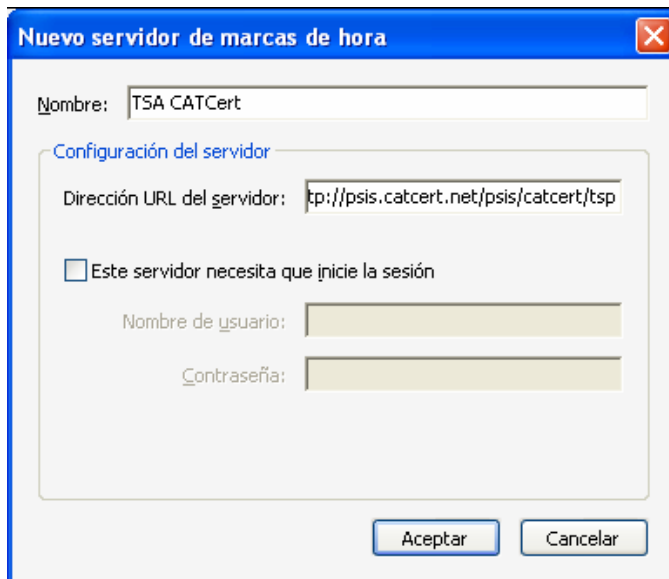 Nuevo servidor de marcas de hora
Nombre: TSA CATCert
Configuración del servidor
Dirección URL del servidor: tp://psis.catcert.net/psis/catcert/tsp
Este servidor necesita que inicie la sesión
Nombre de usuario:
Contraseña:
Aceptar Cancelar